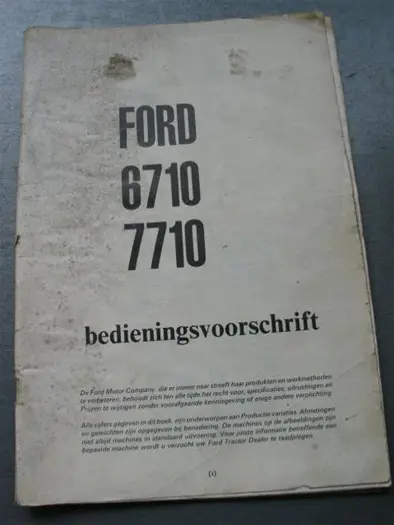 FORD
6710
7710
bedieningsvoorschrift
De Ford Motor Company, die er immer naar streeft haar produkten en werkmethoden
te verbeteren, behoudt zich ten alle tijde het recht voor, specificaties, uitrustingen en
Prijzen te wijzigen zonder voorafgaande kennisgeving of enige andere verplichting
Alle cijfers gegeven in dit boek, zijn onderworpen aan Productie variaties. Afmetingen
en gewichten zijn opgegeven bij benadering. De machines op de afbeeldingen zijn
niet altijd machines in standaard uitvoering. Voor juiste informatie betreffende een
bepaalde machine wordt u verzocht uw Ford Tractor Dealer te raadplegen.
(i)